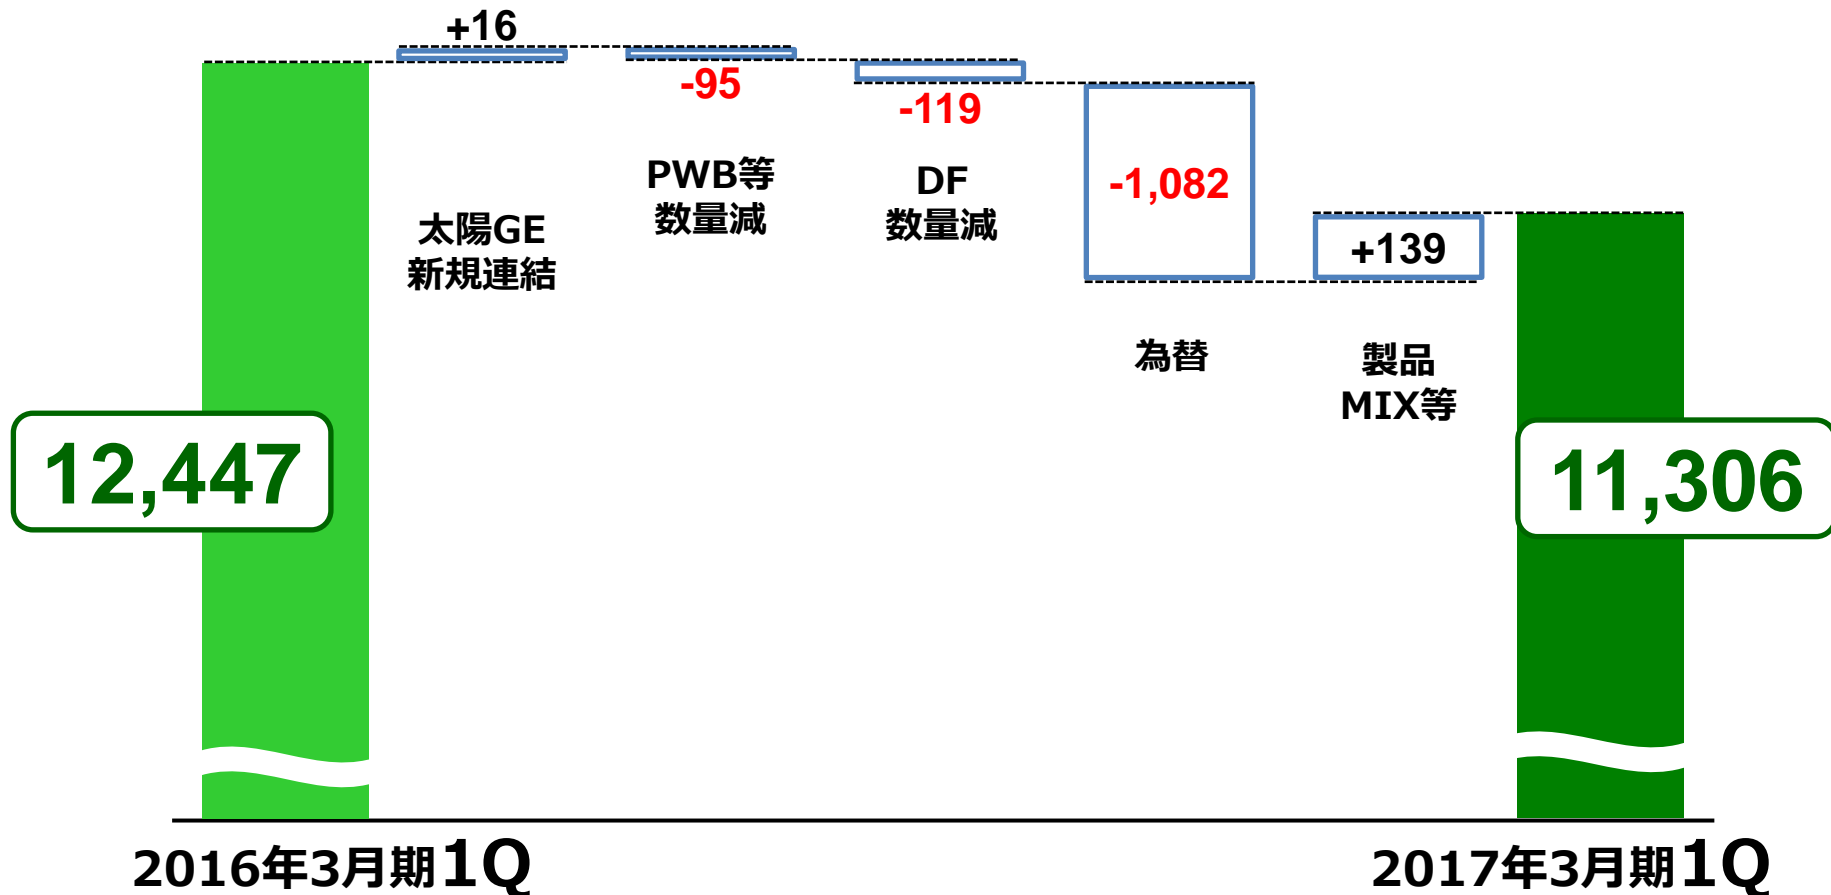 +16
-95
-119
-1,082
+139
太陽GE
新規連結
PWB等
数量減
DF
数量減
為替
製品
MIX等
12,447
11,306
2016年3月期1Q
2017年3月期1Q